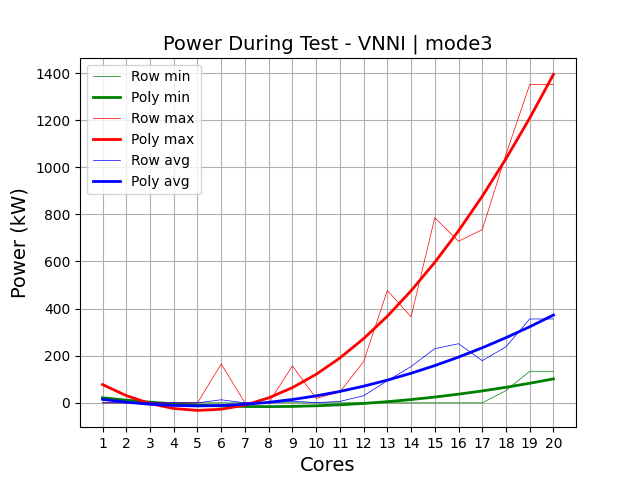 Power During Test - VNNI | mode3
Power (kW)
1400
1200
1000
800
600
400
200
0
Row min
Poly min
Row max
Poly max
Row avg
Poly avg
1 2 3 4 5 6 7 8 9 10 11 12 13 14 15 16 17 18 19 20
Cores